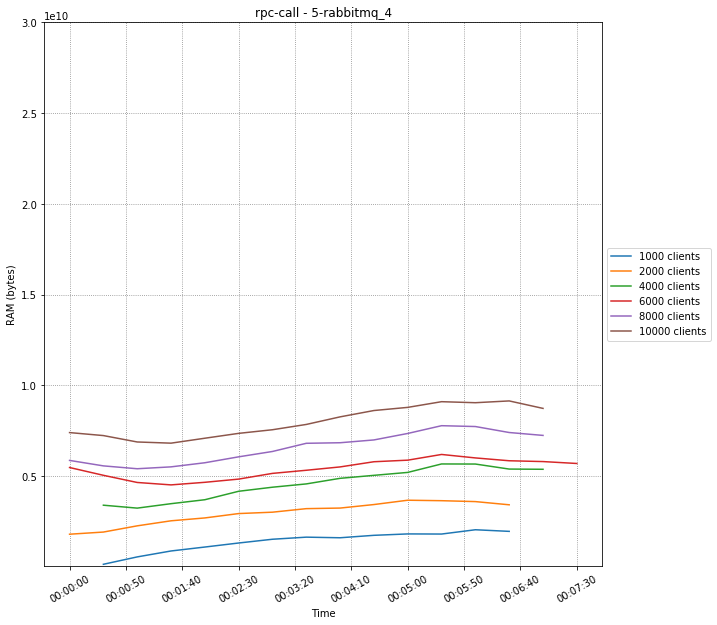 rpc-call - 5-rabbitmq_4
1e10
3.0
2.5
2.0
1.5
1.0
0.5
RAM (bytes)
00:00:00
00:00:50
00:01:40
00:02:30
00:03:20
00:04:10
00:05:00
00:05:50
00:06:40
00:07:30
Time
1000 clients
2000 clients
4000 clients
6000 clients
8000 clients
10000 clients